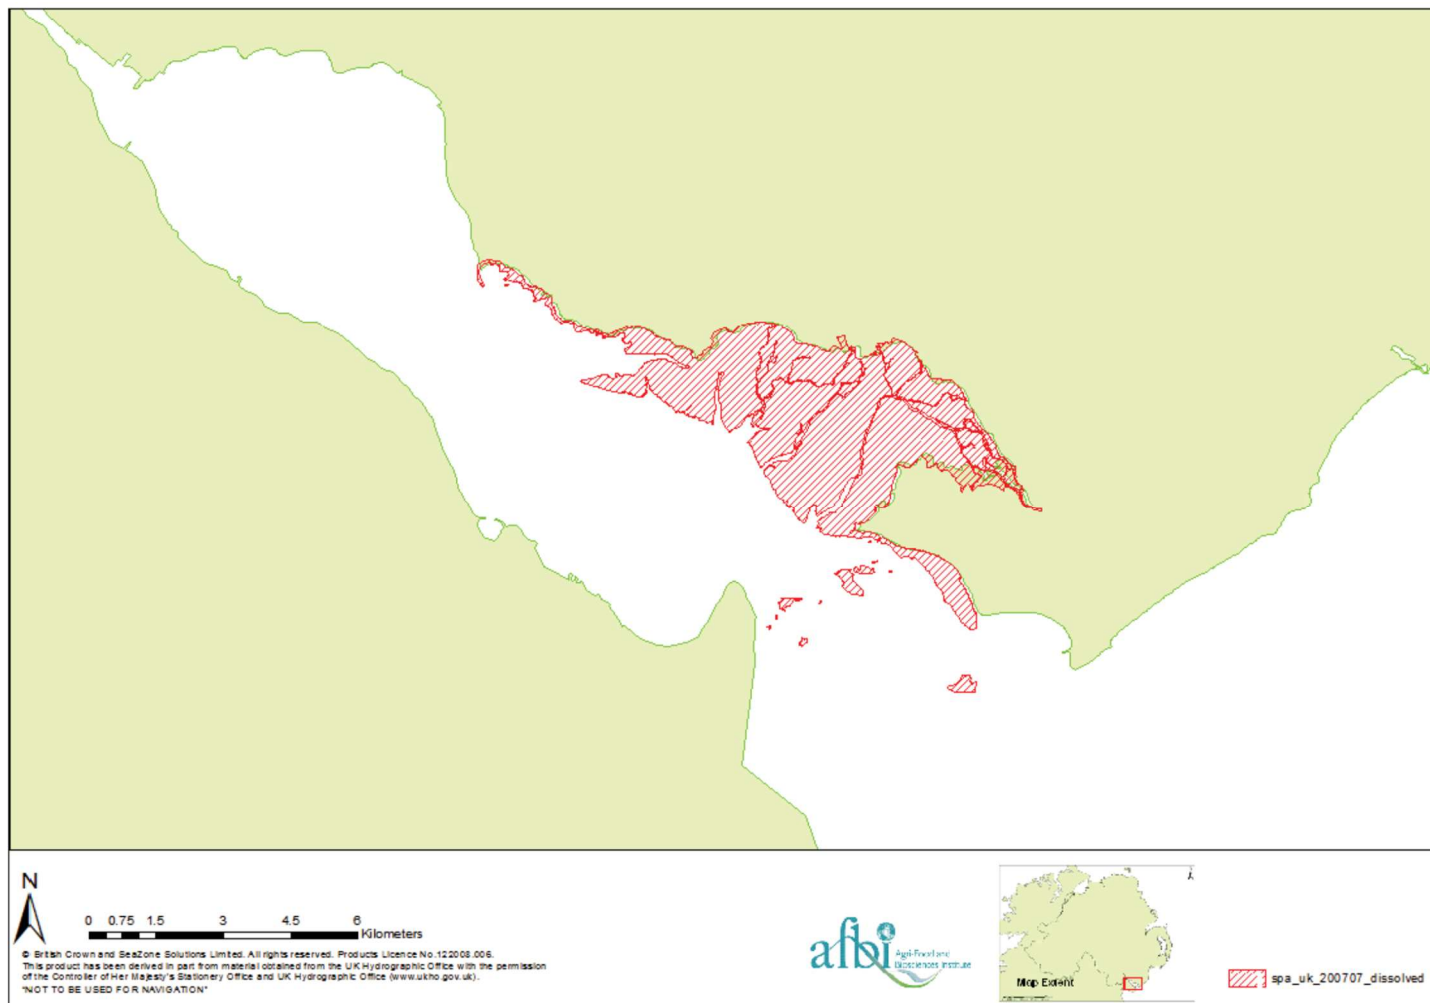 N
0 0.75 1.5 3 4.5 6
Kilometers
© British Crown and SeaZone Solutions Limited. All rights reserved. Products Licence No.122008.006.
This product has been derived in part from material obtained from the UK Hydrographic Office with the permission
of the Controller of Her Majesty's Stationery Office and UK Hydrographic Office (www.ukho.gov.uk).
"NOT TO BE USED FOR NAVIGATION"
afbi
Agri-Food and
Biosciences Institute
Map Extent
spa_uk_200707_dissolved